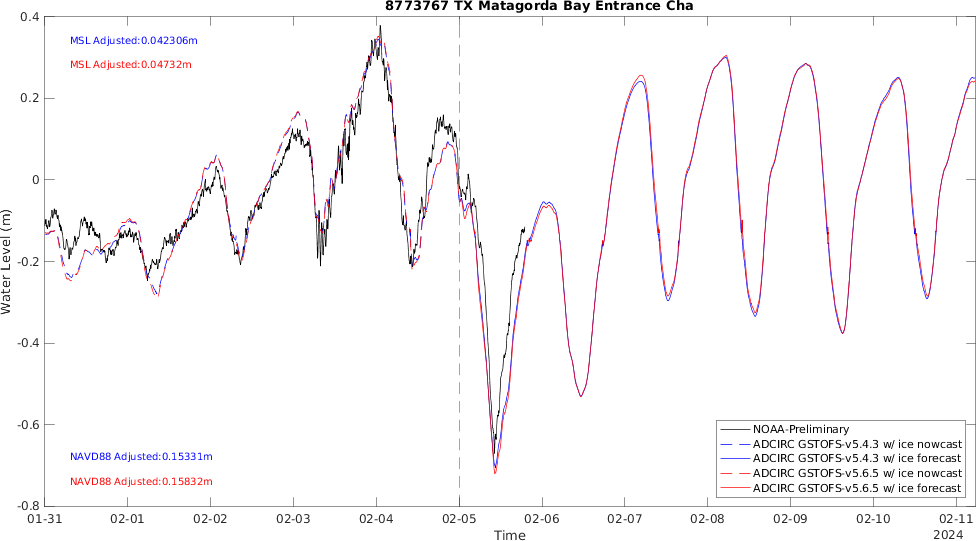 8773767 TX Matagorda Bay Entrance Cha
MSL Adjusted:0.042306m
MSL Adjusted:0.04732m
Water Level (m)
0.4
0.2
0
-0.2
-0.4
-0.6
-0.8
NAVD88 Adjusted:0.15331m
NAVD88 Adjusted:0.15832m
NOAA-Preliminary
ADCIRC GSTOFS-v5.4.3 w/ ice nowcast
ADCIRC GSTOFS-v5.4.3 w/ ice forecast
ADCIRC GSTOFS-v5.6.5 w/ ice nowcast
ADCIRC GSTOFS-v5.6.5 w/ ice forecast
01-31 02-01 02-02 02-03 02-04 02-05 02-06 02-07 02-08 02-09 02-10 02-11
Time
2024